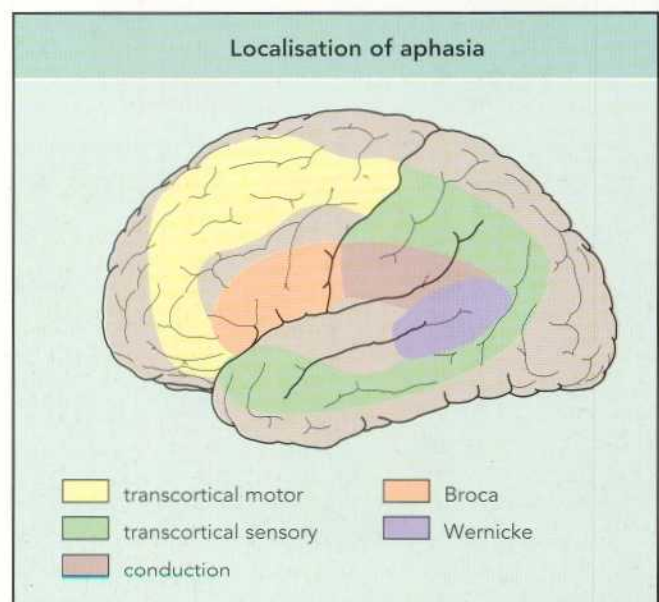 Localisation of aphasia
transcortical motor
transcortical sensory
conduction
Broca
Wernicke